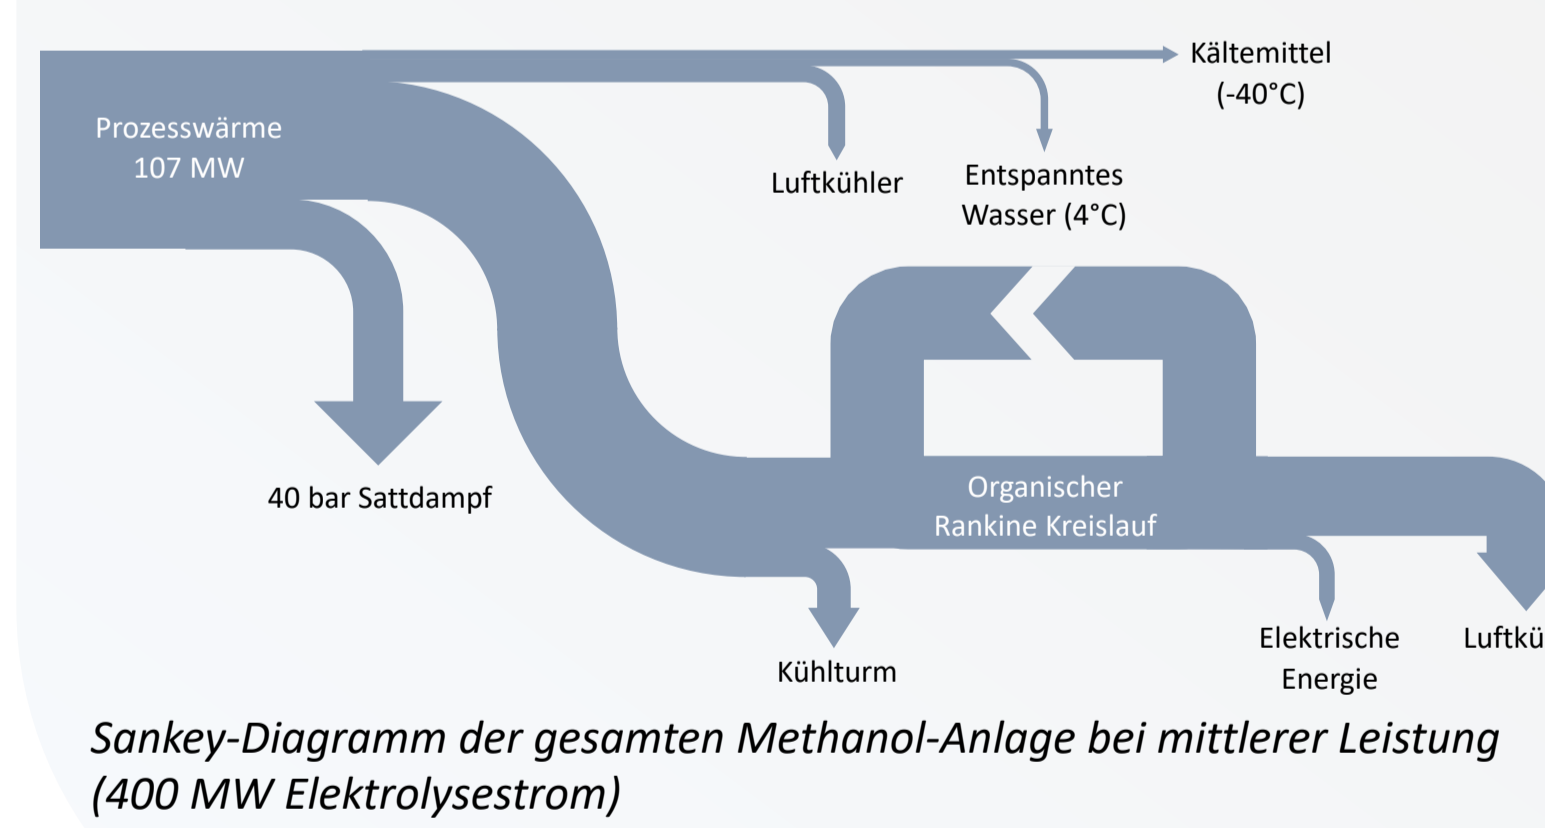 Kältemittel
(-40°C)
Prozesswärme
107 MW
Luftkühler
Entspanntes
Wasser (4°C)
40 bar Sattdampf
Organischer
Rankine Kreislauf
Kühlturm
Elektrische
Energie
Luftkü
Sankey-Diagramm der gesamten Methanol-Anlage bei mittlerer Leistung
(400 MW Elektrolysestrom)